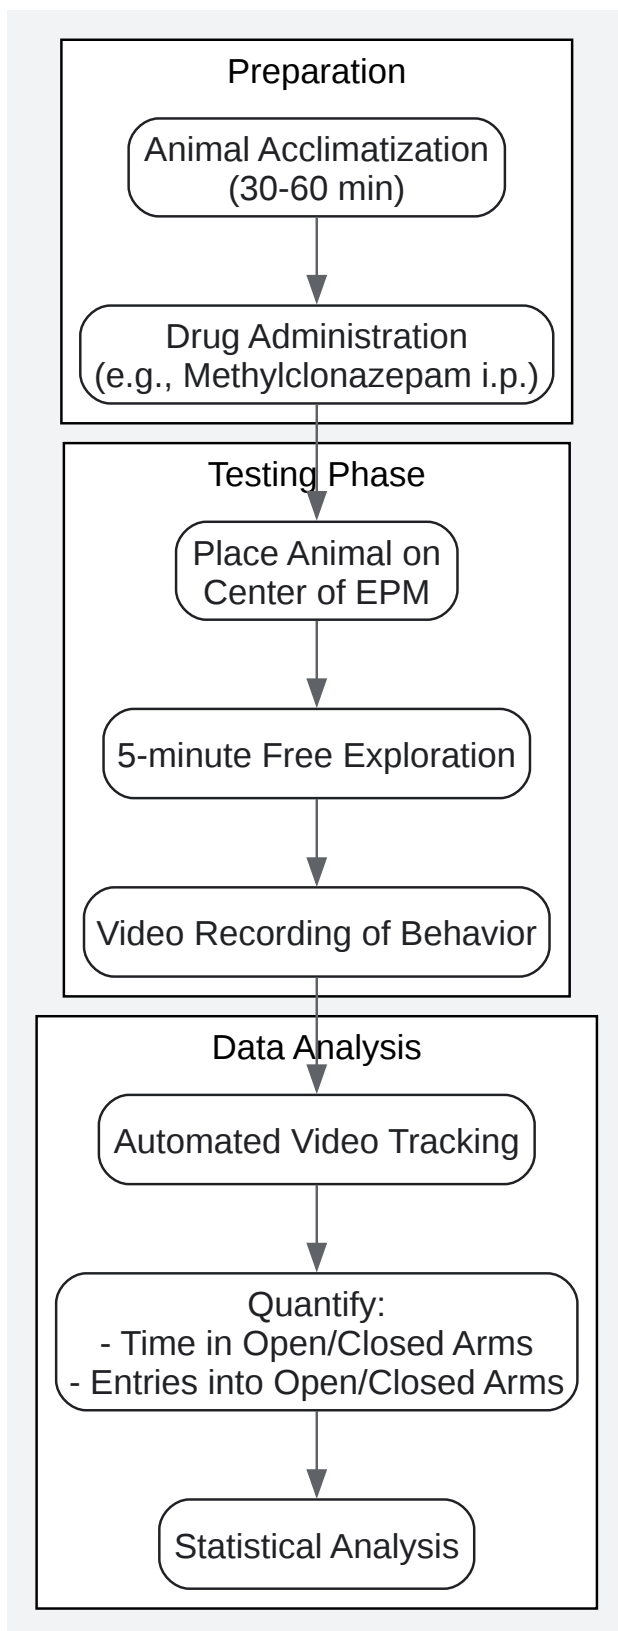 Preparation
Animal Acclimatization
(30-60 min)
Drug Administration
(e.g., Methylclonazepam i.p.)
Testing Phase
Place Animal on
Center of EPM
5-minute Free Exploration
Video Recording of Behavior
Data Analysis
Automated Video Tracking
Quantify:
- Time in Open/Closed Arms
- Entries into Open/Closed Arms
Statistical Analysis